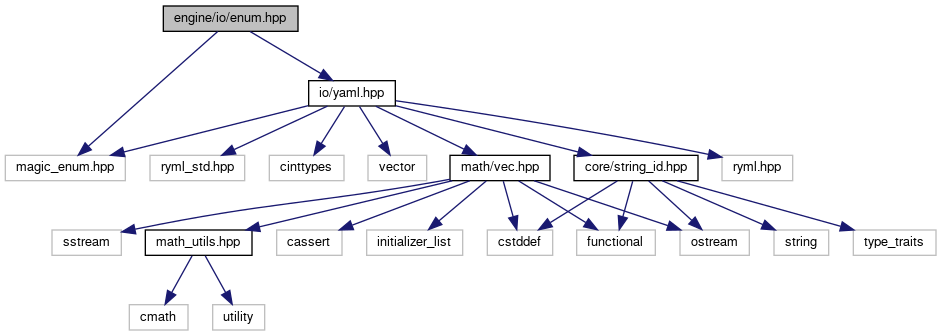 engine/io/enum.hpp
io/yaml.hpp
magic_enum.hpp
ryml_std.hpp
cinttypes
vector
math/vec.hpp
core/string_id.hpp
ryml.hpp
sstream
math_utils.hpp
cassert
initializer_list
cstddef
functional
ostream
string
type_traits
cmath
utility